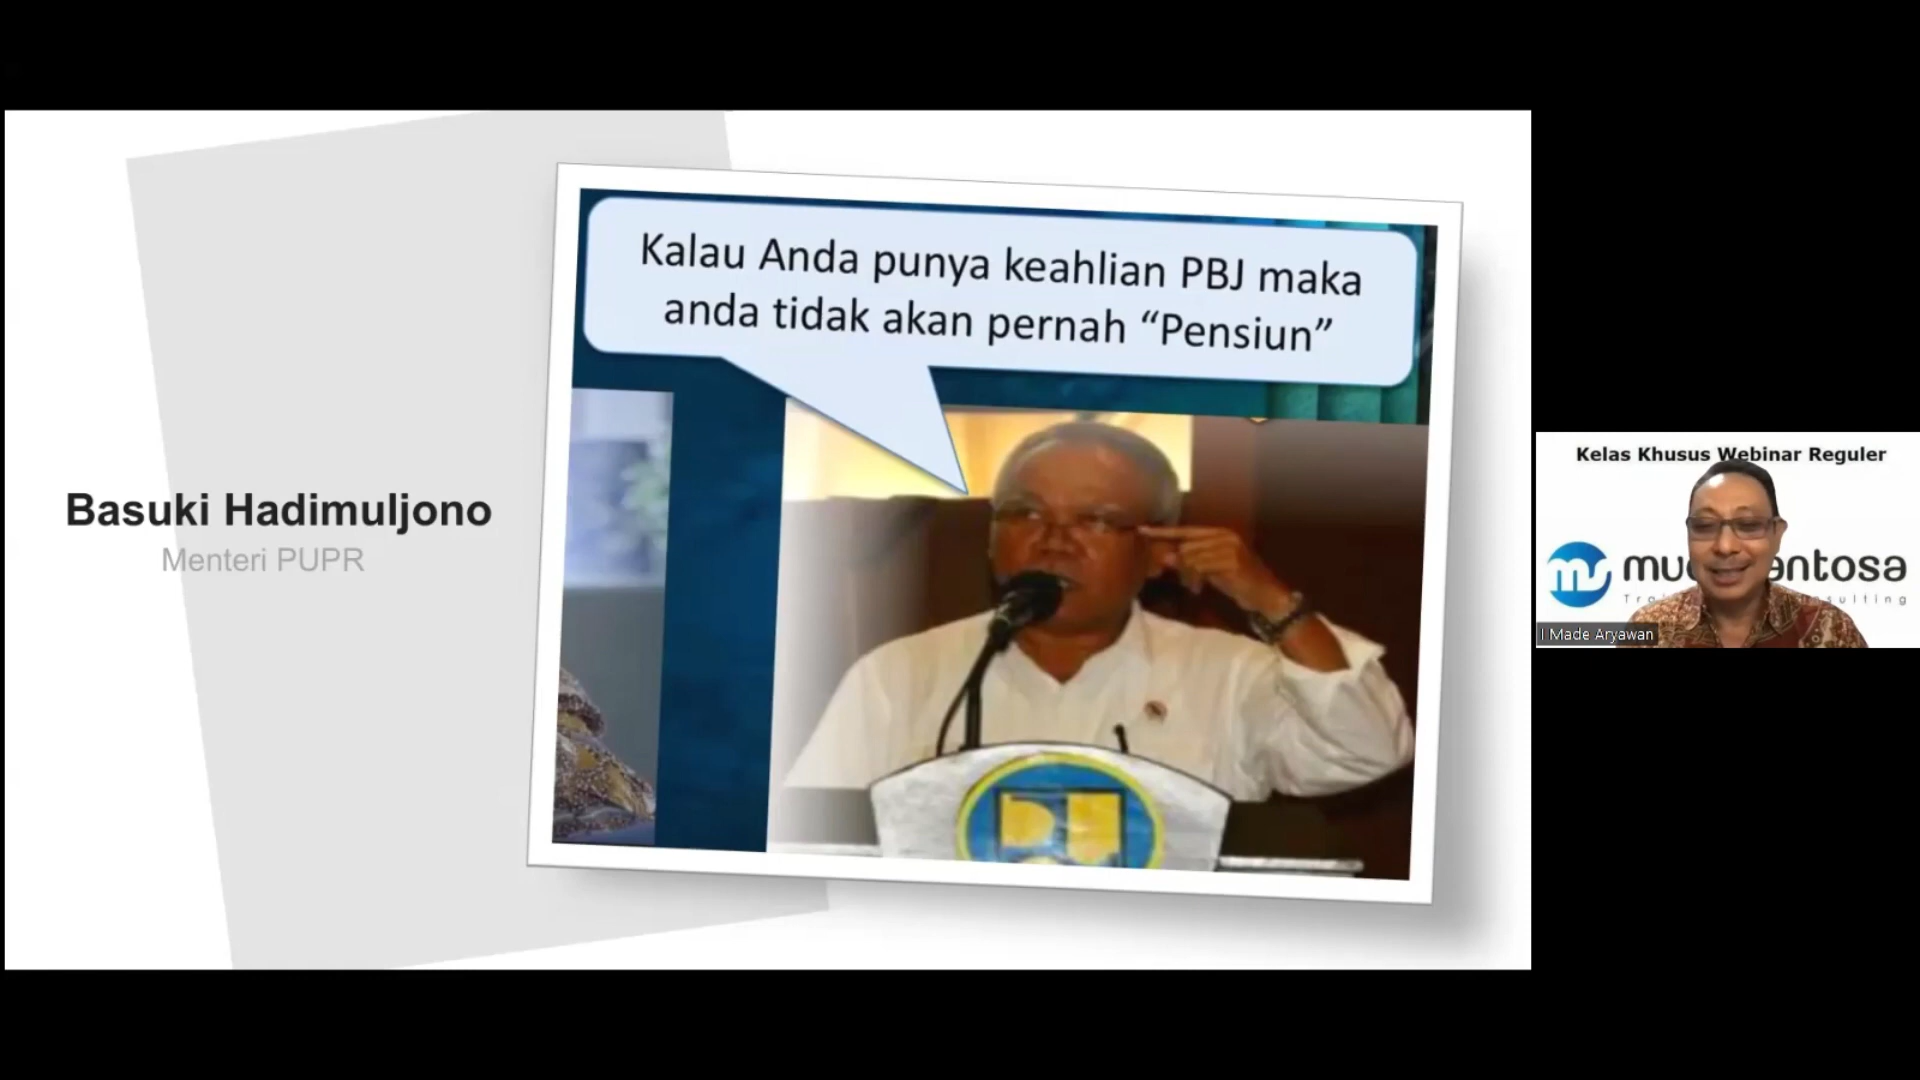 Kalau Anda punya keahlian PBJ maka
anda tidak akan pernah “Pensiun”
Basuki Hadimuljono
Menteri PUPR
Kelas Khusus Webinar Reguler
I Made Aryawan